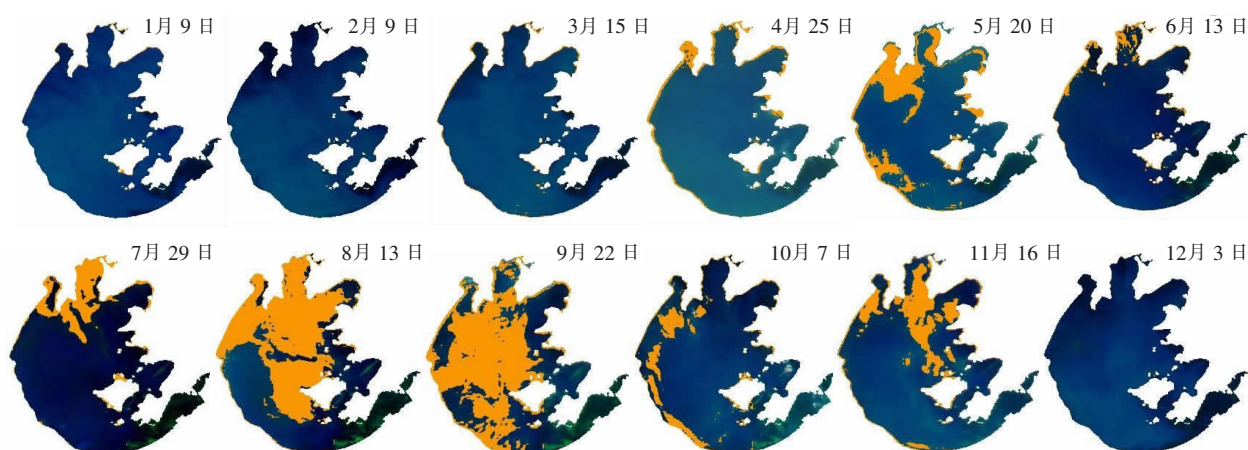 1月 9 日
2月 9 日
3月 15 日
4月 25 日
5月 20 日
6月 13 日
7月 29 日
8月 13 日
9月 22 日
10月 7 日
11月 16 日
12月 3 日